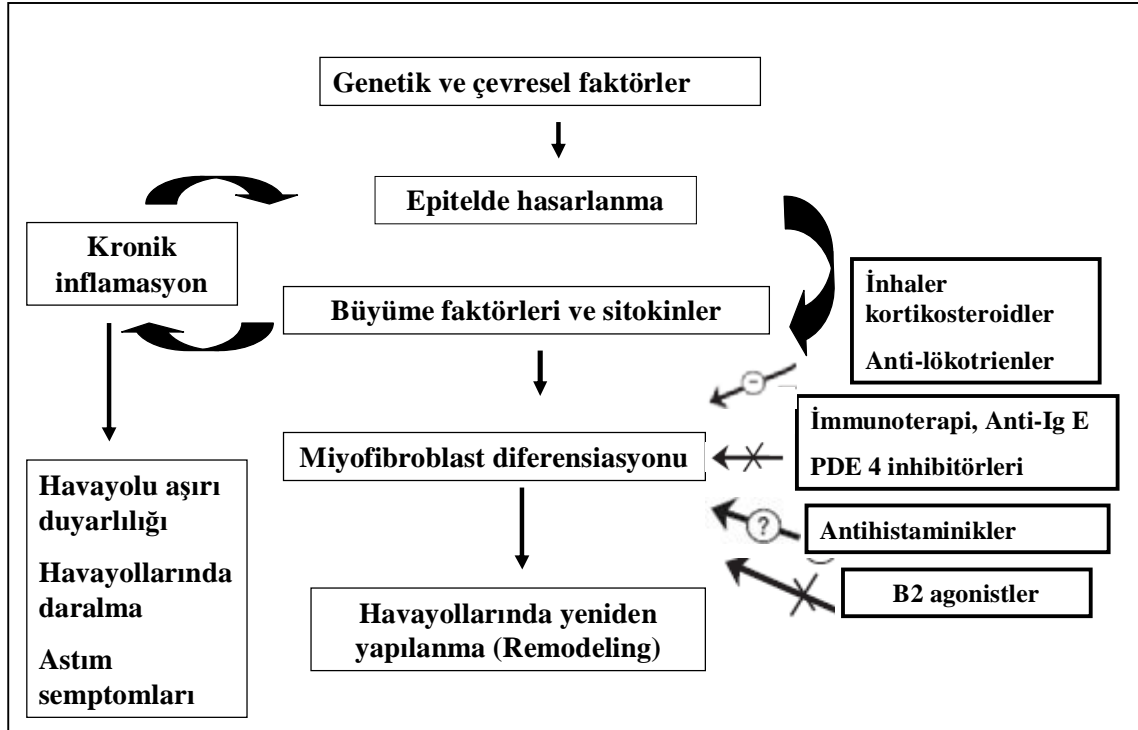 Genetik ve çevresel faktörler
Epitelde hasarlanma
Kronik
inflamasyon
Büyüme faktörleri ve sitokinler
İnhaler
kortikosteroidler
Anti-lökotrienler
−
Miyofibroblast diferensiasyonu
İmmunoterapi, Anti-Ig E
PDE 4 inhibitörleri
Havayolu aşırı
duyarlılığı
Havayollarında
daralma
Astım
semptomları
?
Antihistaminikler
B2 agonistler
Havayollarında yeniden
yapılanma (Remodeling)